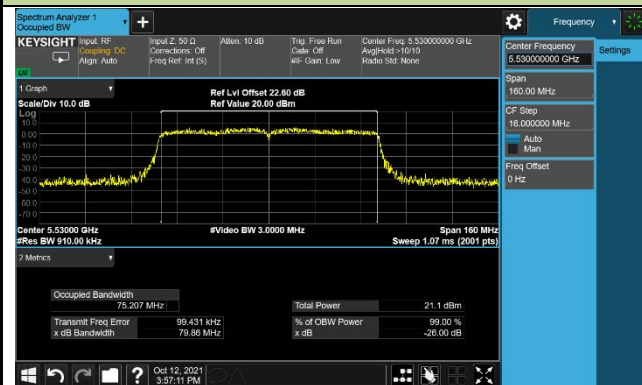 Spectrum Analyzer 1
Occupied BW
Frequency
KEYSIGHT
Input: RF
Coupling: DC
Align: Auto
Input Z: 50 Ω
Corrections: Off
Freq Ref: Int (S)
Atten: 10 dB
Trig: Free Run
Gate: Off
#IF Gain: Low
Center Freq: 5.530000000 GHz
Avg|Hold:>10/10
Radio Std: None
LM
Center Frequency
5.530000000 GHz
Settings
Span
160.00 MHz
CF Step
16.000000 MHz
Auto
Man
Freq Offset
0 Hz
1 Graph
Scale/Div 10.0 dB
Ref Lvl Offset 22.60 dB
Ref Value 20.00 dBm
Log
10.0
0.00
-10.0
-20.0
-30.0
-40.0
-50.0
-60.0
-70.0
Center 5.53000 GHz
#Res BW 910.00 kHz
#Video BW 3.0000 MHz
Span 160 MHz
Sweep 1.07 ms (2001 pts)
2 Metrics
Occupied Bandwidth
75.207 MHz
Total Power
21.1 dBm
Transmit Freq Error
99.431 kHz
% of OBW Power
99.00 %
x dB Bandwidth
79.86 MHz
x dB
-26.00 dB
?
Oct 12, 2021
3:57:11 PM